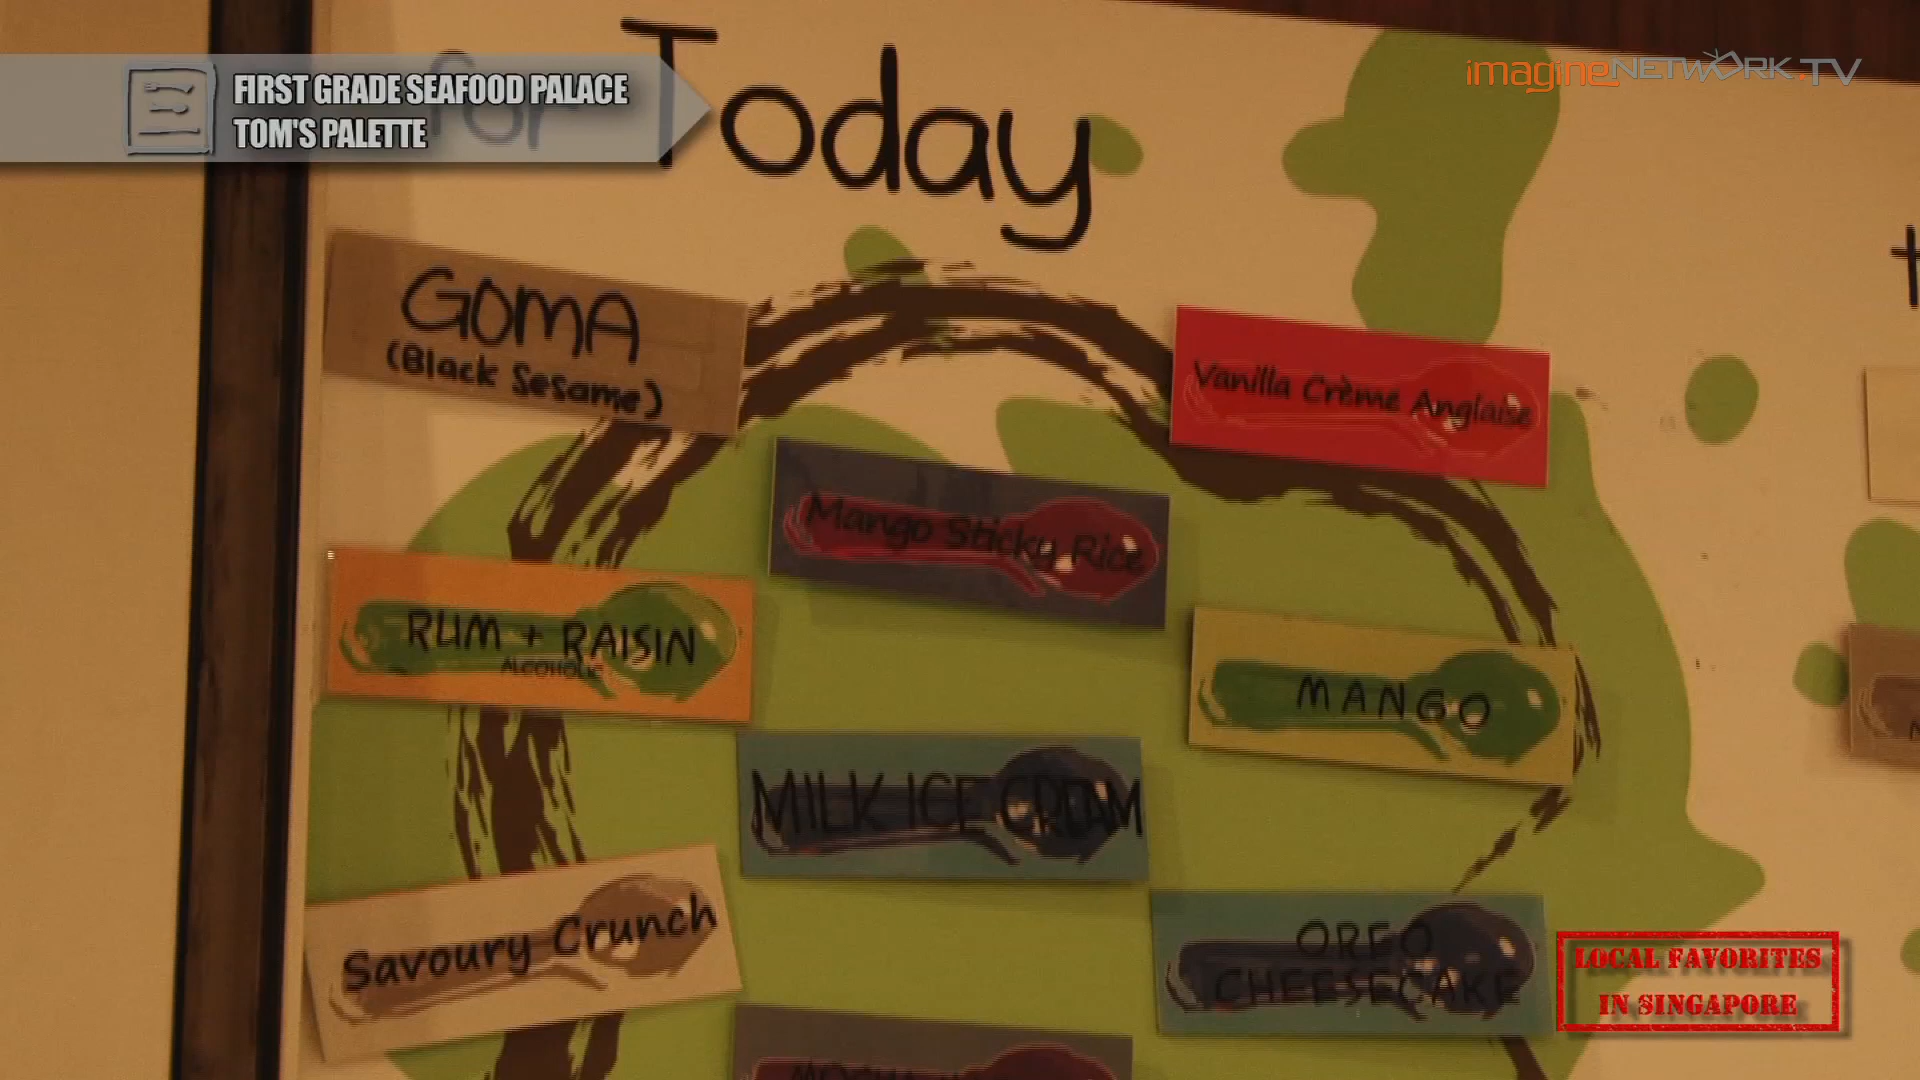 FIRST GRADE SEAFOOD PALACE
TOM'S PALETTE
imagineNETWORK.TV
for Today
GOMA
(Black Sesame)
Vanilla Crème Anglaise
Mango Sticky Rice
RUM + RAISIN
ALCOHOLIC
MANGO
MILK ICE CREAM
Savoury Crunch
OREO
CHEESECAKE
LOCAL FAVORITES
IN SINGAPORE